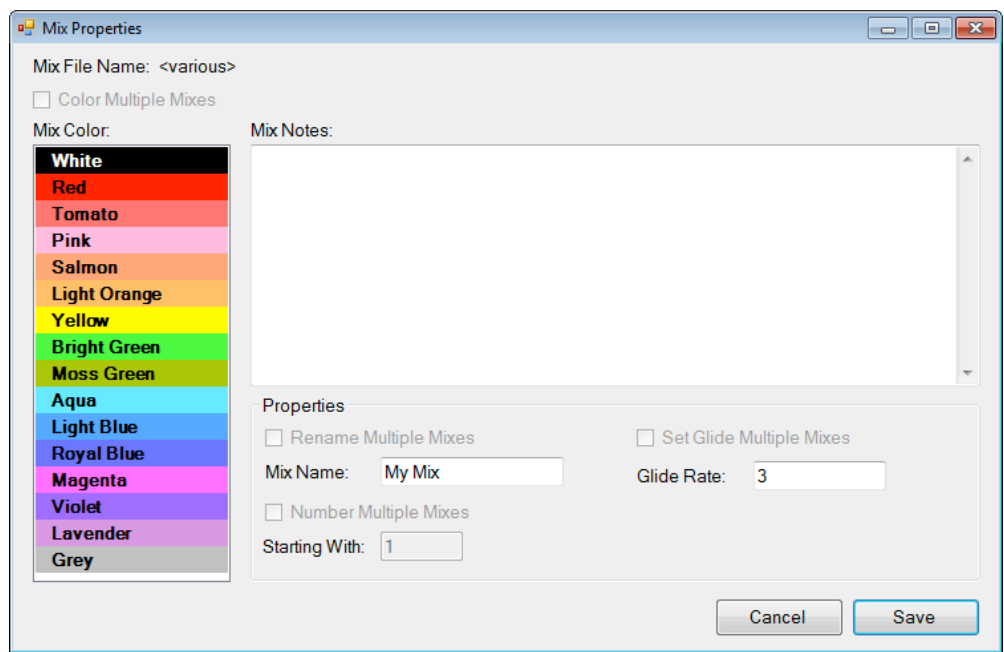 Mix Properties
Mix File Name: <various>
Color Multiple Mixes
Mix Color:
Mix Notes:
White
Red
Tomato
Pink
Salmon
Light Orange
Yellow
Bright Green
Moss Green
Aqua
Light Blue
Royal Blue
Magenta
Violet
Lavender
Grey
Properties
Rename Multiple Mixes
Set Glide Multiple Mixes
Mix Name: My Mix
Glide Rate: 3
Number Multiple Mixes
Starting With: 1
Cancel
Save